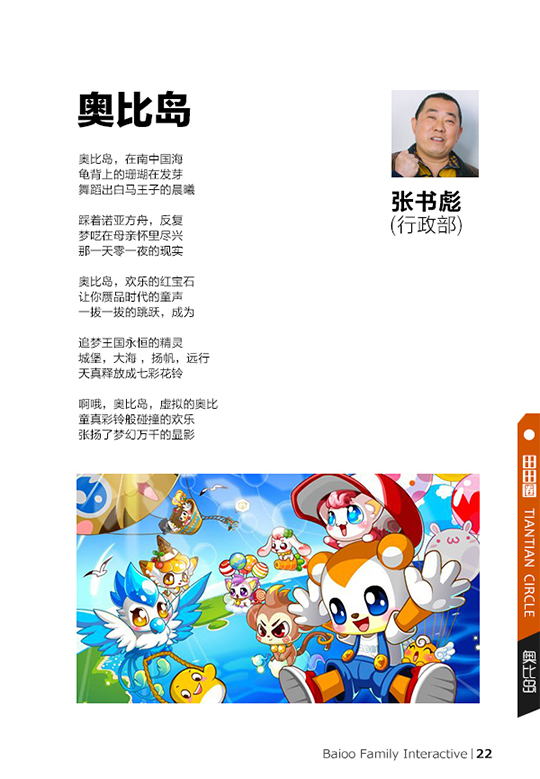 奥比岛
奥比岛，在南中国海
龟背上的珊瑚在发芽
舞蹈出白马王子的晨曦
踩着诺亚方舟，反复
梦呓在母亲怀里尽兴
那一天零一夜的现实
奥比岛，欢乐的红宝石
让你赝品时代的童声
一拨一拨的跳跃，成为
追梦王国永恒的精灵
城堡，大海 ，扬帆，远行
天真释放成七彩花铃
啊哦，奥比岛，虚拟的奥比
童真彩铃般碰撞的欢乐
张扬了梦幻万千的显影
张书彪
(行政部)
田田圈 TIANTIAN CIRCLE
Baioo Family Interactive | 22